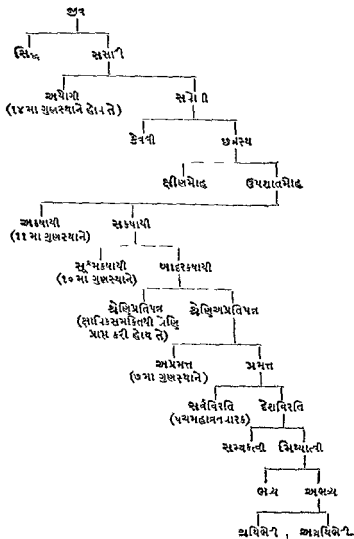 જીવ
સિદ્ધ સંસારી
અયોગી
(૧૪મા ગુણસ્થાને હોય તે) સયોગી
કેવલી છદ્મસ્થ
ક્ષીણમોહ ઉપશાંતમોહ
અકષાયી
(૧૧મા ગુણસ્થાને) સકષાયી
સૂક્ષ્મકષાયી
(૧૦મા ગુણસ્થાને) બાદરકષાયી
શ્રેણિપ્રતિપન્ન શ્રેણિઅપ્રતિપન્ન
(ક્ષાયિકસમકિતથી શ્રેણિ
પ્રાપ્ત કરી હોય તે)
અપ્રમત્ત પ્રમત્ત
(૭મા ગુણસ્થાને)
સર્વવિરતિ દેશવિરતિ
(પંચમહાવ્રતધારક)
સમ્યક્ત્વી મિથ્યાત્વી
ભવ્ય અભવ્ય
ગ્રંથિભેદી , અગ્રંથિભેદી